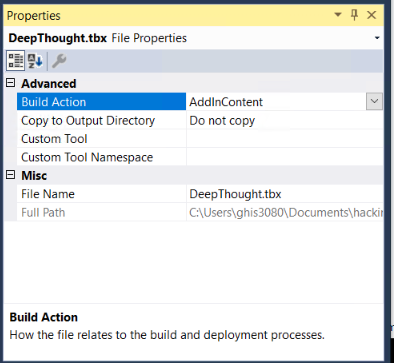 Properties
DeepThought.tbx File Properties
Advanced
Build Action AddInContent
Copy to Output Directory Do not copy
Custom Tool
Custom Tool Namespace
Misc
File Name DeepThought.tbx
Full Path C:\Users\ghis3080\Documents\hackin
Build Action
How the file relates to the build and deployment processes.